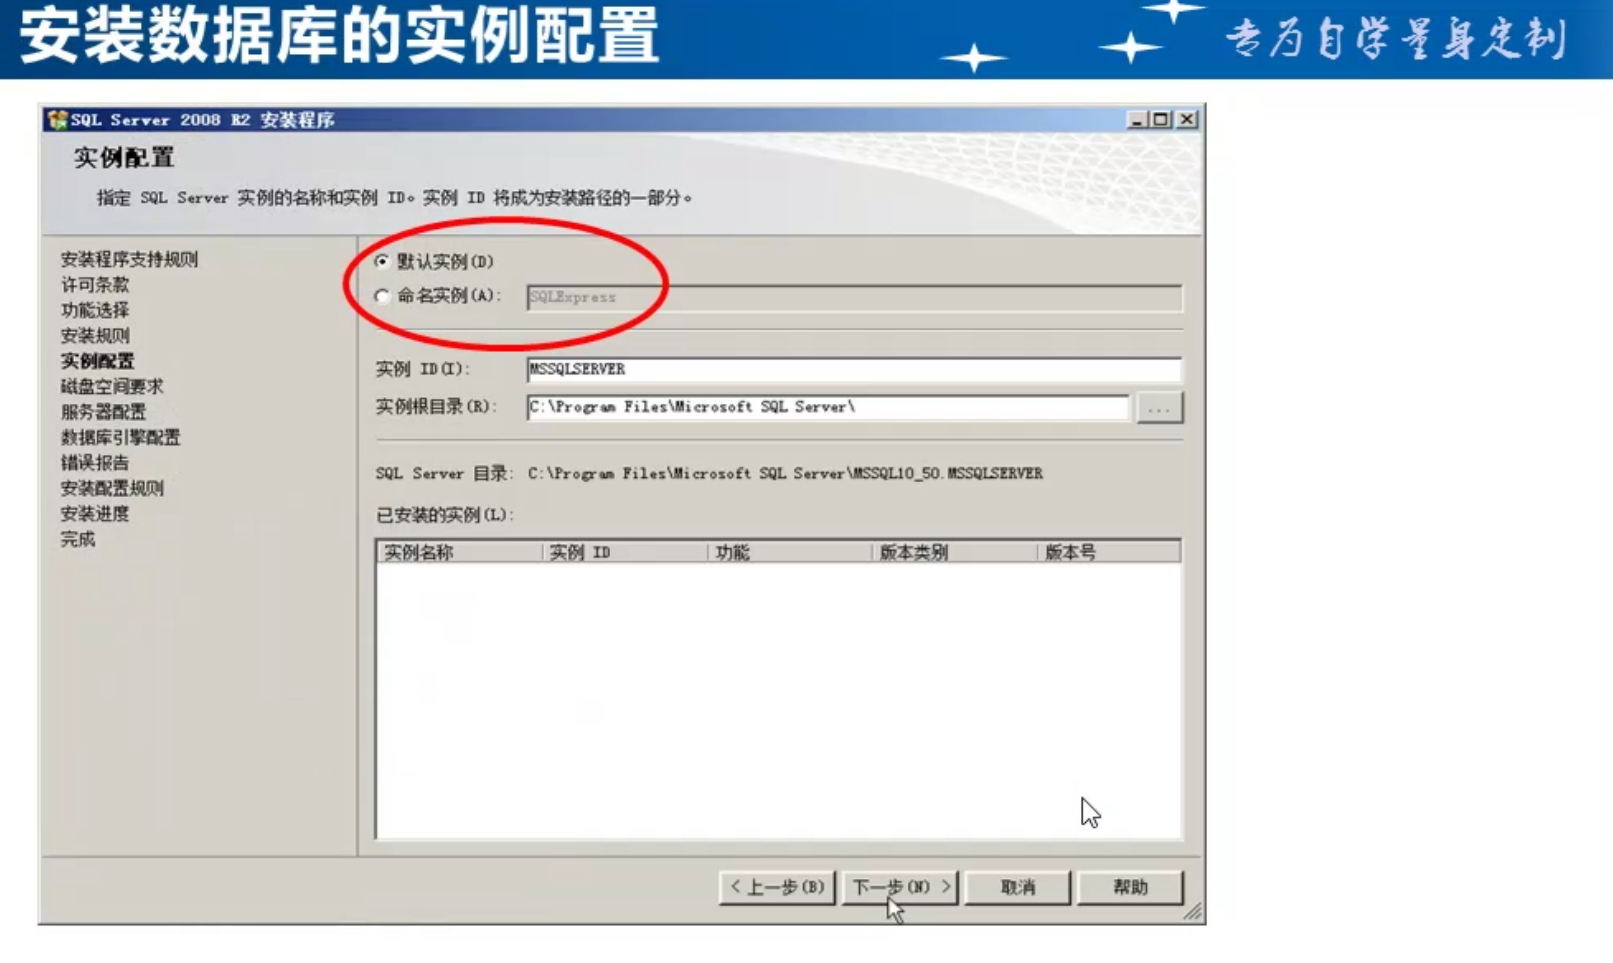 安装数据库的实例配置
专为自学量身定制
SQL Server 2008 R2 安装程序
实例配置
指定 SQL Server 实例的名称和实例 ID。实例 ID 将成为安装路径的一部分。
安装程序支持规则
许可条款
功能选择
安装规则
实例配置
磁盘空间要求
服务器配置
数据库引擎配置
错误报告
安装配置规则
安装进度
完成
默认实例(D)
命名实例(A): SQLExpress
实例 ID(I): MSSQLSERVER
实例根目录(R): C:\Program Files\Microsoft SQL Server\ ...
SQL Server 目录: C:\Program Files\Microsoft SQL Server\MSSQL10_50.MSSQLSERVER
已安装的实例(L):
实例名称 实例 ID 功能 版本类别 版本号
< 上一步(B) 下一步(N) > 取消 帮助